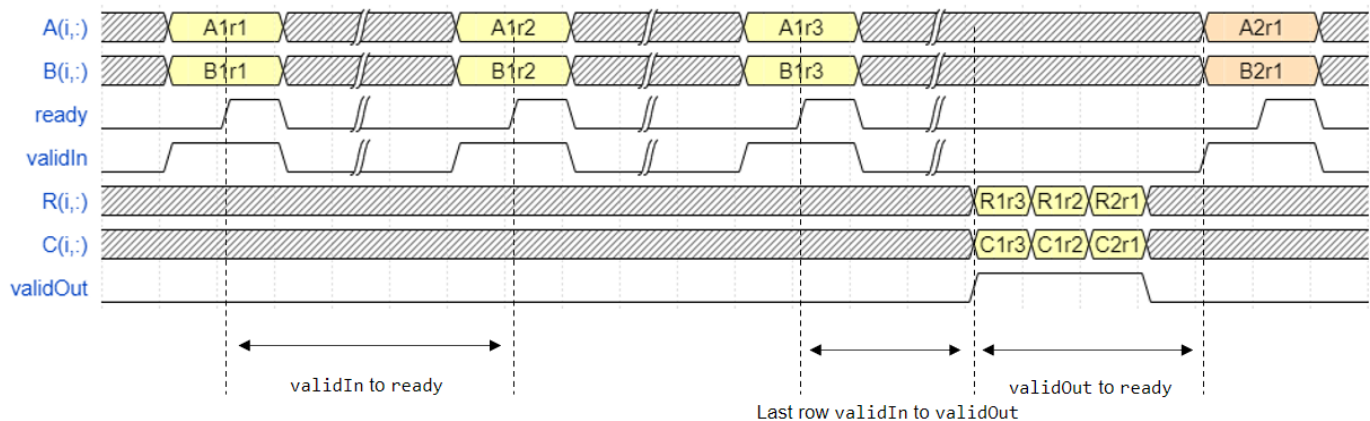 A(i,:) A1r1 A1r2 A1r3 A2r1
B(i,:) B1r1 B1r2 B1r3 B2r1
ready
validIn
R(i,:) R1r3 R1r2 R2r1
C(i,:) C1r3 C1r2 C2r1
validOut
validIn to ready validOut to ready
Last row validIn to validOut